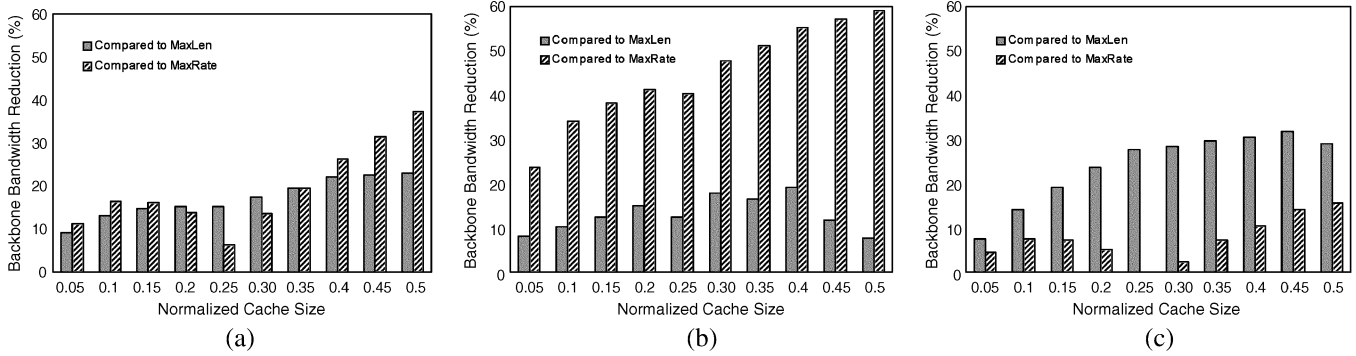 60
50
40
30
20
10
0
Backbone Bandwidth Reduction (%)
Compared to MaxLen
Compared to MaxRate
0.05 0.1 0.15 0.2 0.25 0.30 0.35 0.4 0.45 0.5
Normalized Cache Size
(a)
60
50
40
30
20
10
0
Backbone Bandwidth Reduction (%)
Compared to MaxLen
Compared to MaxRate
0.05 0.1 0.15 0.2 0.25 0.30 0.35 0.4 0.45 0.5
Normalized Cache Size
(b)
60
50
40
30
20
10
0
Backbone Bandwidth Reduction (%)
Compared to MaxLen
Compared to MaxRate
0.05 0.1 0.15 0.2 0.25 0.30 0.35 0.4 0.45 0.5
Normalized Cache Size
(c)